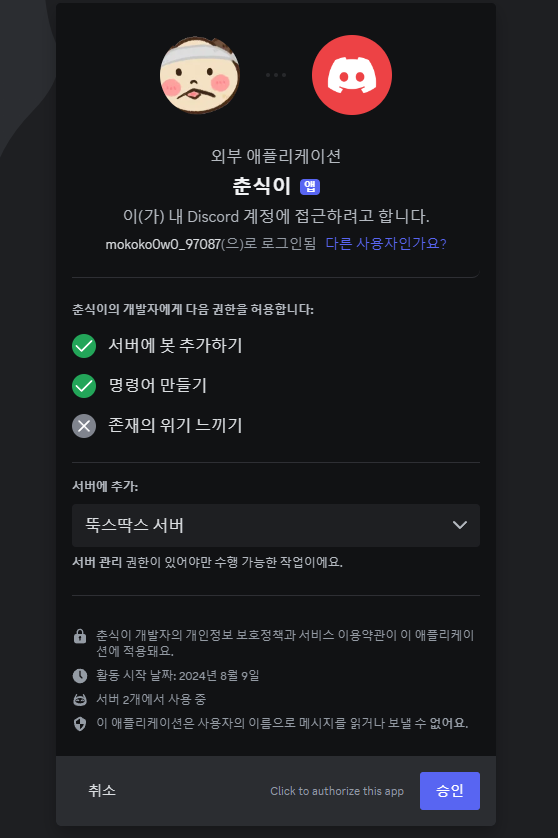 외부 애플리케이션
춘식이 앱
이(가) 내 Discord 계정에 접근하려고 합니다.
mokoko0w0_97087(으)로 로그인됨 다른 사용자인가요?
춘식이의 개발자에게 다음 권한을 허용합니다:
서버에 봇 추가하기
명령어 만들기
존재의 위기 느끼기
서버에 추가:
뚝스딱스 서버
서버 관리 권한이 있어야만 수행 가능한 작업이에요.
춘식이 개발자의 개인정보 보호정책과 서비스 이용약관이 이 애플리케이
션에 적용돼요.
활동 시작 날짜: 2024년 8월 9일
서버 2개에서 사용 중
이 애플리케이션은 사용자의 이름으로 메시지를 읽거나 보낼 수 없어요.
취소
Click to authorize this app
승인